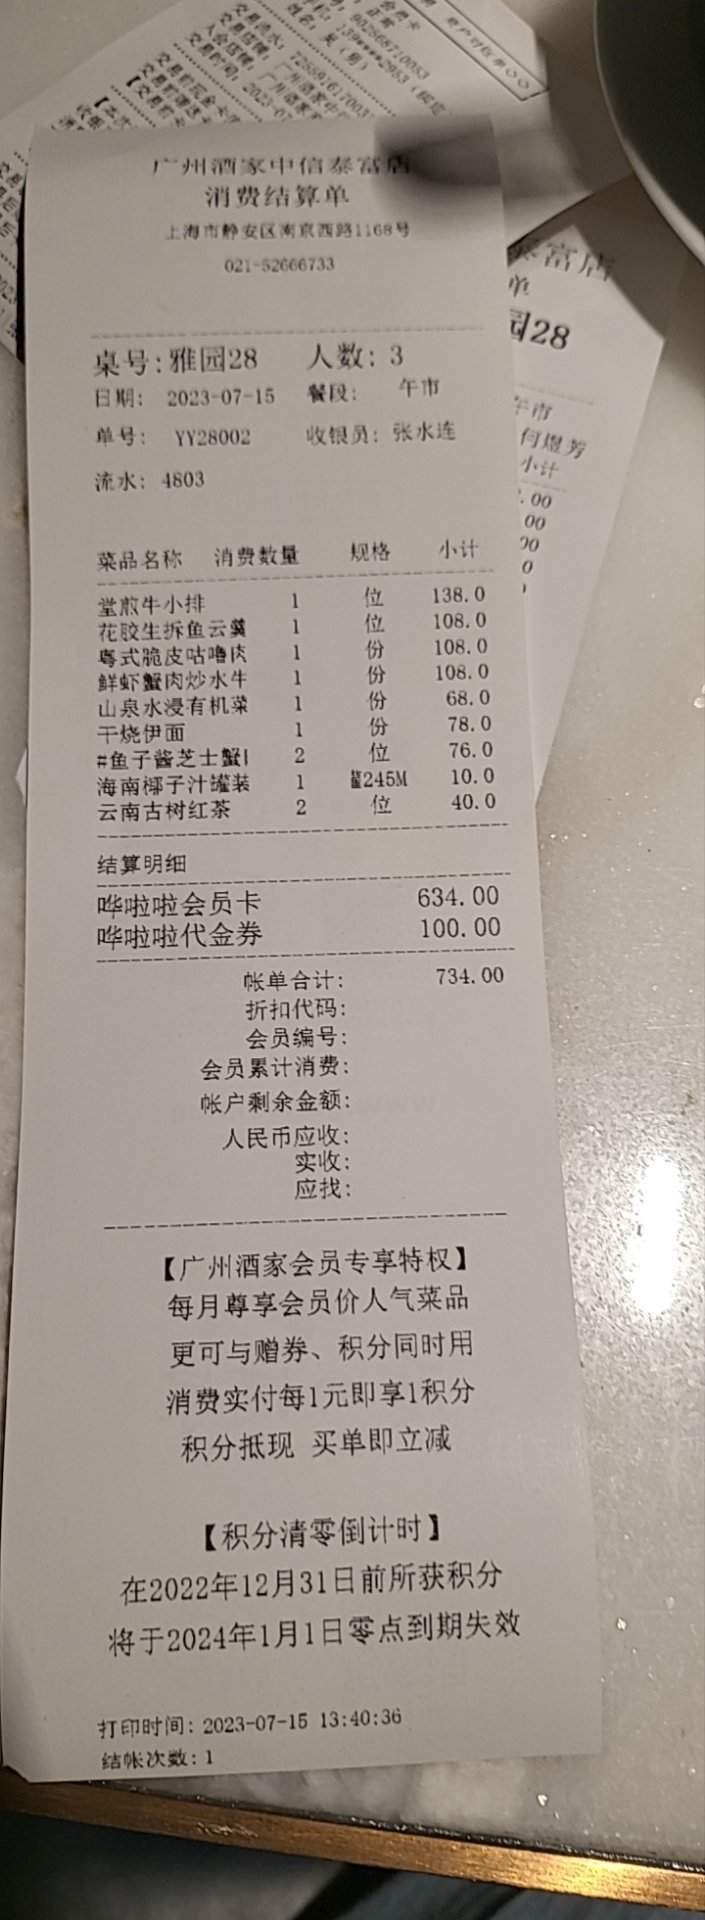 广州酒家中信泰富店
消费结算单
上海市静安区南京西路1168号
021-52666733
桌号:雅园28 人数: 3
日期: 2023-07-15 餐段: 午市
单号: YY28002 收银员: 张水连
流水: 4803
菜品名称 消费数量 规格 小计
堂煎牛小排 1 位 138.0
花胶生拆鱼云羹 1 位 108.0
粤式脆皮咕噜肉 1 份 108.0
鲜虾蟹肉炒水牛 1 份 108.0
山泉水浸有机菜 1 份 68.0
干烧伊面 1 份 78.0
#鱼子酱芝士蟹 2 位 76.0
海南椰子汁罐装 1 罐245M 10.0
云南古树红茶 2 位 40.0
结算明细
哗啦啦会员卡 634.00
哗啦啦代金券 100.00
帐单合计: 734.00
折扣代码:
会员编号:
会员累计消费:
帐户剩余金额:
人民币应收:
实收:
应找:
【广州酒家会员专享特权】
每月尊享会员价人气菜品
更可与赠券、积分同时用
消费实付每1元即享1积分
积分抵现 买单即立减
【积分清零倒计时】
在2022年12月31日前所获积分
将于2024年1月1日零点到期失效
打印时间: 2023-07-15 13:40:36
结帐次数: 1
泰富店
单
园28
午市
何煜芳
小计
.00
00
00